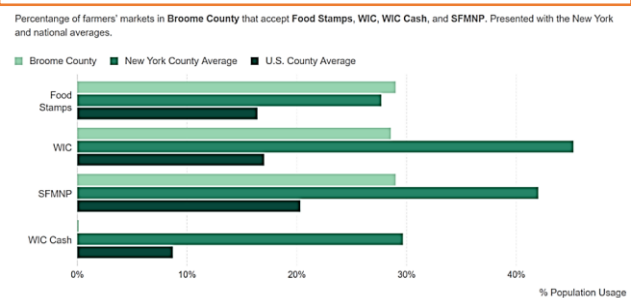 Percentange of farmers' markets in Broome County that accept Food Stamps, WIC, WIC Cash, and SFMNP. Presented with the New York
and national averages.
Broome County New York County Average U.S. County Average
Food
Stamps
WIC
SFMNP
WIC Cash
0% 10% 20% 30% 40%
% Population Usage